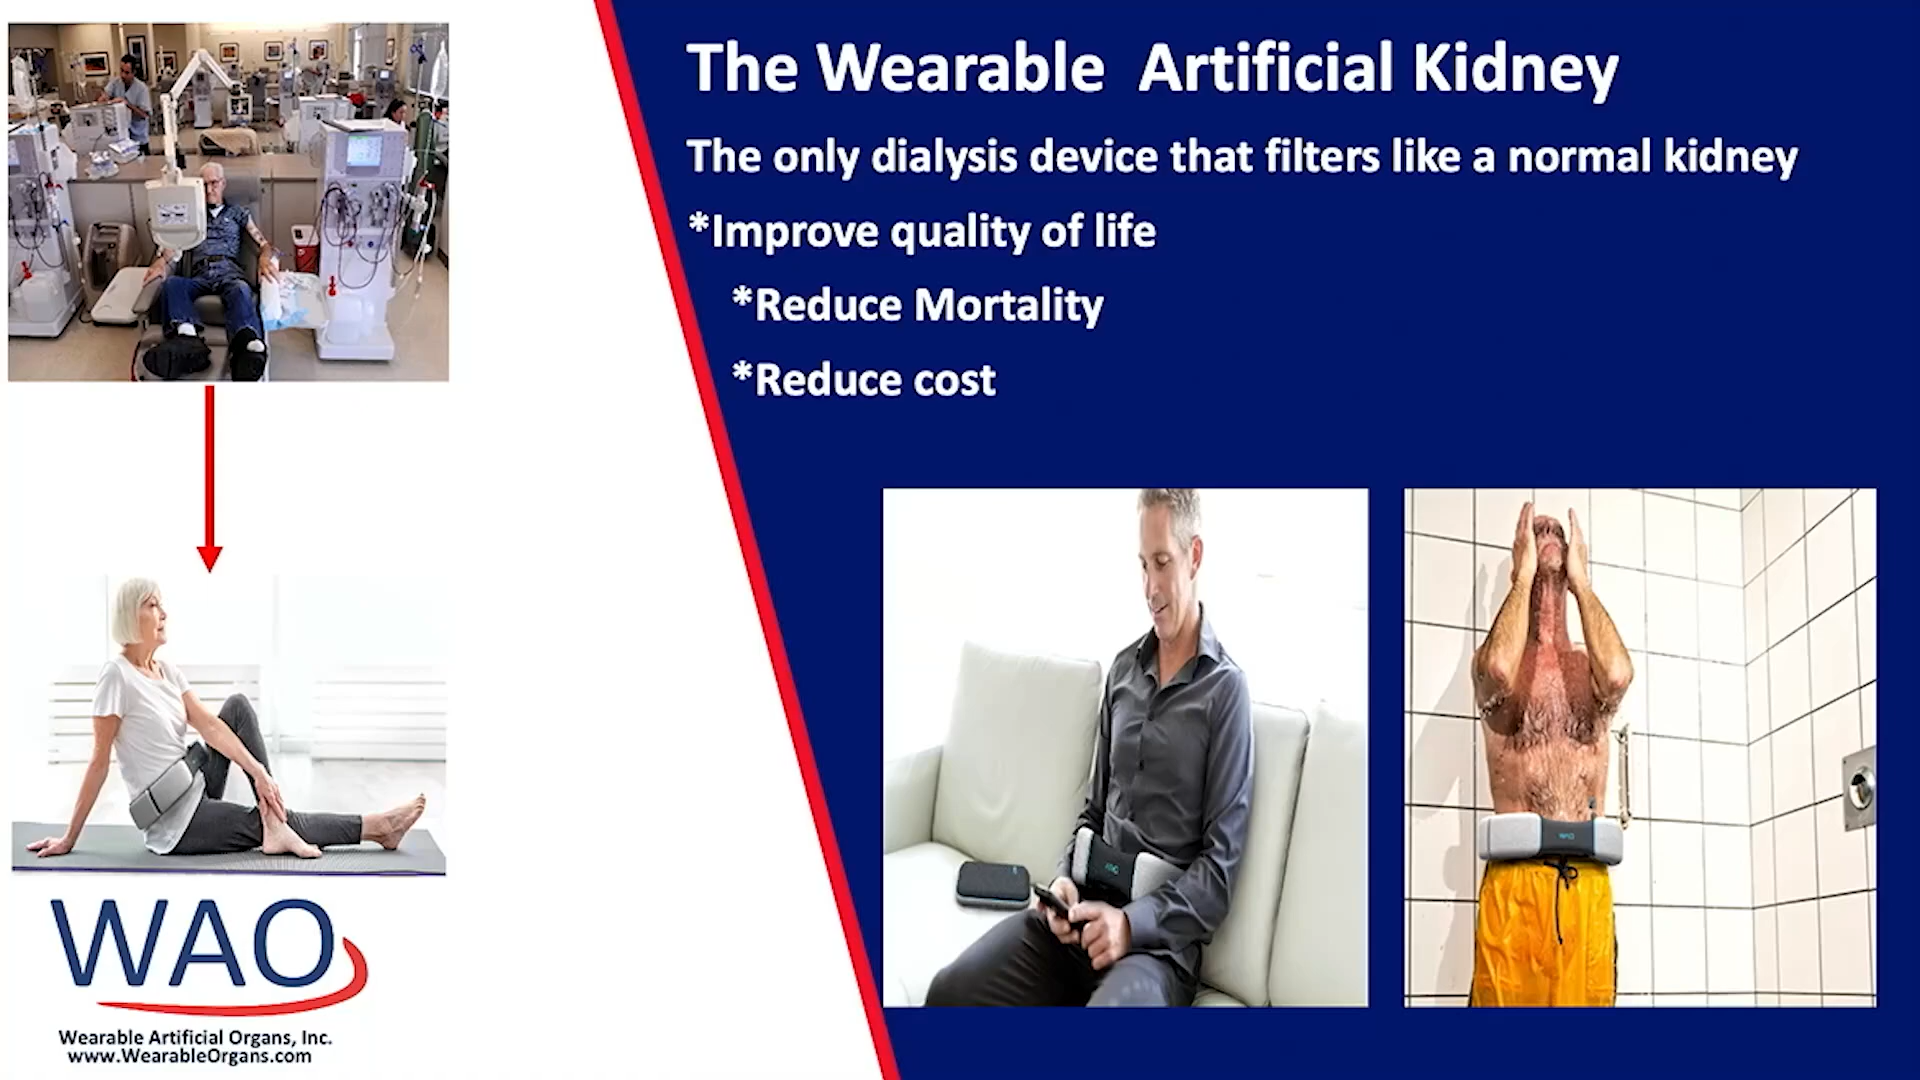 The Wearable  Artificial Kidney
The only dialysis device that filters like a normal kidney
*Improve quality of life
*Reduce Mortality
*Reduce cost
WAO
WAO
Wearable Artificial Organs, Inc.
www.WearableOrgans.com